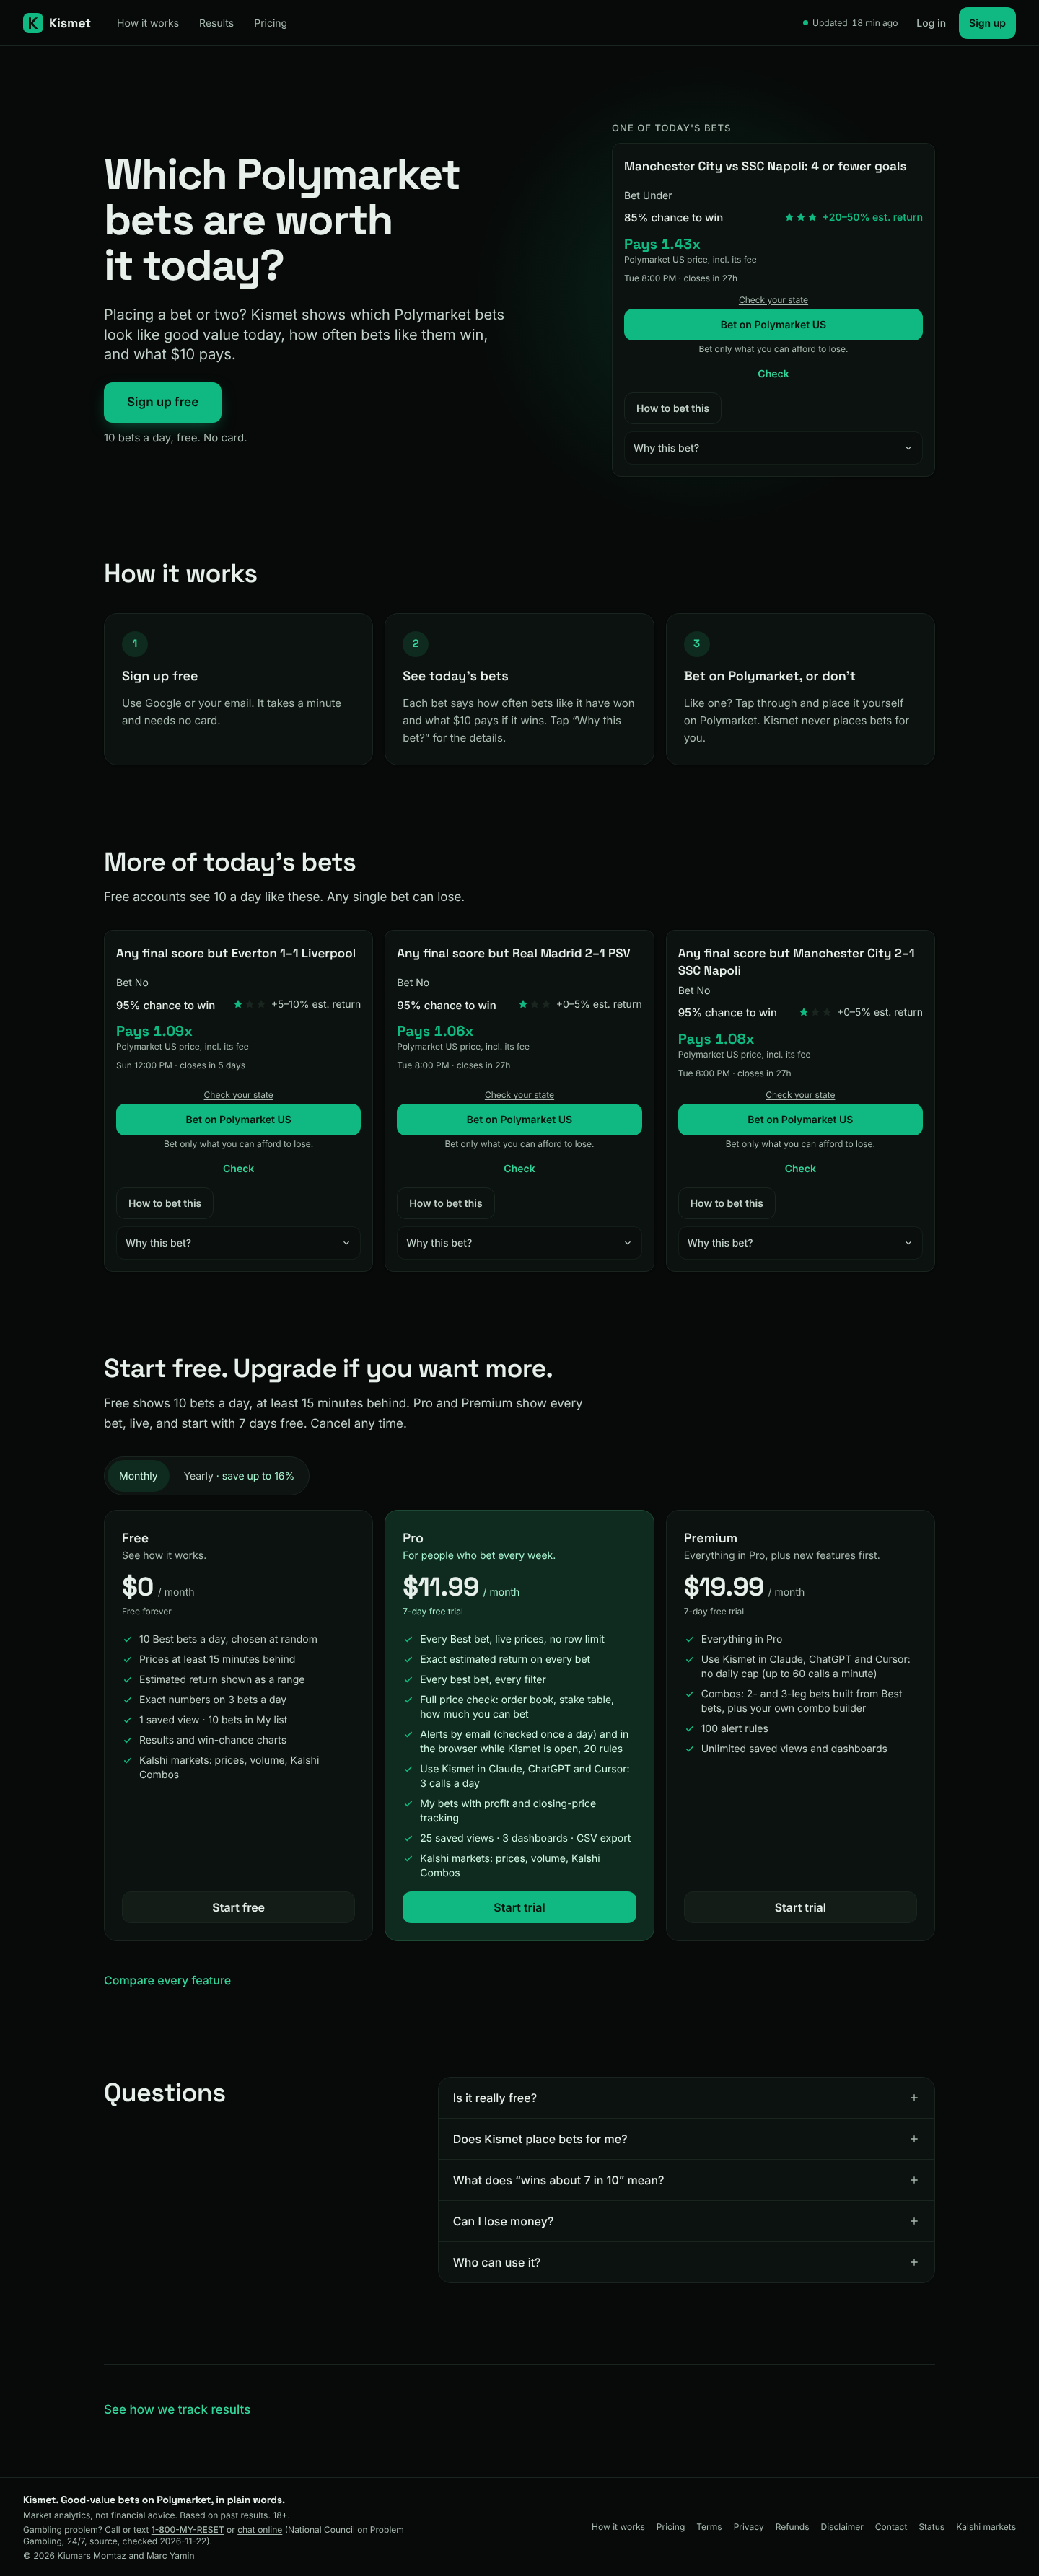 K Kismet
How it works
Results
Pricing
Updated 18 min ago
Log in
Sign up
Which Polymarket
bets are worth
it today?
Placing a bet or two? Kismet shows which Polymarket bets
look like good value today, how often bets like them win,
and what $10 pays.
Sign up free
10 bets a day, free. No card.
ONE OF TODAY'S BETS
Manchester City vs SSC Napoli: 4 or fewer goals
Bet Under
85% chance to win
+20–50% est. return
Pays 1.43x
Polymarket US price, incl. its fee
Tue 8:00 PM · closes in 27h
Check your state
Bet on Polymarket US
Bet only what you can afford to lose.
Check
How to bet this
Why this bet?
How it works
1
Sign up free
Use Google or your email. It takes a minute
and needs no card.
2
See today's bets
Each bet says how often bets like it have won
and what $10 pays if it wins. Tap “Why this
bet?” for the details.
3
Bet on Polymarket, or don't
Like one? Tap through and place it yourself
on Polymarket. Kismet never places bets for
you.
More of today's bets
Free accounts see 10 a day like these. Any single bet can lose.
Any final score but Everton 1–1 Liverpool
Bet No
95% chance to win
+5–10% est. return
Pays 1.09x
Polymarket US price, incl. its fee
Sun 12:00 PM · closes in 5 days
Check your state
Bet on Polymarket US
Bet only what you can afford to lose.
Check
How to bet this
Why this bet?
Any final score but Real Madrid 2–1 PSV
Bet No
95% chance to win
+0–5% est. return
Pays 1.06x
Polymarket US price, incl. its fee
Tue 8:00 PM · closes in 27h
Check your state
Bet on Polymarket US
Bet only what you can afford to lose.
Check
How to bet this
Why this bet?
Any final score but Manchester City 2–1
SSC Napoli
Bet No
95% chance to win
+0–5% est. return
Pays 1.08x
Polymarket US price, incl. its fee
Tue 8:00 PM · closes in 27h
Check your state
Bet on Polymarket US
Bet only what you can afford to lose.
Check
How to bet this
Why this bet?
Start free. Upgrade if you want more.
Free shows 10 bets a day, at least 15 minutes behind. Pro and Premium show every
bet, live, and start with 7 days free. Cancel any time.
Monthly
Yearly · save up to 16%
Free
See how it works.
$0 / month
Free forever
10 Best bets a day, chosen at random
Prices at least 15 minutes behind
Estimated return shown as a range
Exact numbers on 3 bets a day
1 saved view · 10 bets in My list
Results and win-chance charts
Kalshi markets: prices, volume, Kalshi
Combos
Start free
Pro
For people who bet every week.
$11.99 / month
7-day free trial
Every Best bet, live prices, no row limit
Exact estimated return on every bet
Every best bet, every filter
Full price check: order book, stake table,
how much you can bet
Alerts by email (checked once a day) and in
the browser while Kismet is open, 20 rules
Use Kismet in Claude, ChatGPT and Cursor:
3 calls a day
My bets with profit and closing-price
tracking
25 saved views · 3 dashboards · CSV export
Kalshi markets: prices, volume, Kalshi
Combos
Start trial
Premium
Everything in Pro, plus new features first.
$19.99 / month
7-day free trial
Everything in Pro
Use Kismet in Claude, ChatGPT and Cursor:
no daily cap (up to 60 calls a minute)
Combos: 2- and 3-leg bets built from Best
bets, plus your own combo builder
100 alert rules
Unlimited saved views and dashboards
Start trial
Compare every feature
Questions
Is it really free?
Does Kismet place bets for me?
What does “wins about 7 in 10” mean?
Can I lose money?
Who can use it?
See how we track results
Kismet. Good-value bets on Polymarket, in plain words.
Market analytics, not financial advice. Based on past results. 18+.
Gambling problem? Call or text 1-800-MY-RESET or chat online (National Council on Problem
Gambling, 24/7, source, checked 2026-11-22).
© 2026 Kiumars Momtaz and Marc Yamin
How it works
Pricing
Terms
Privacy
Refunds
Disclaimer
Contact
Status
Kalshi markets